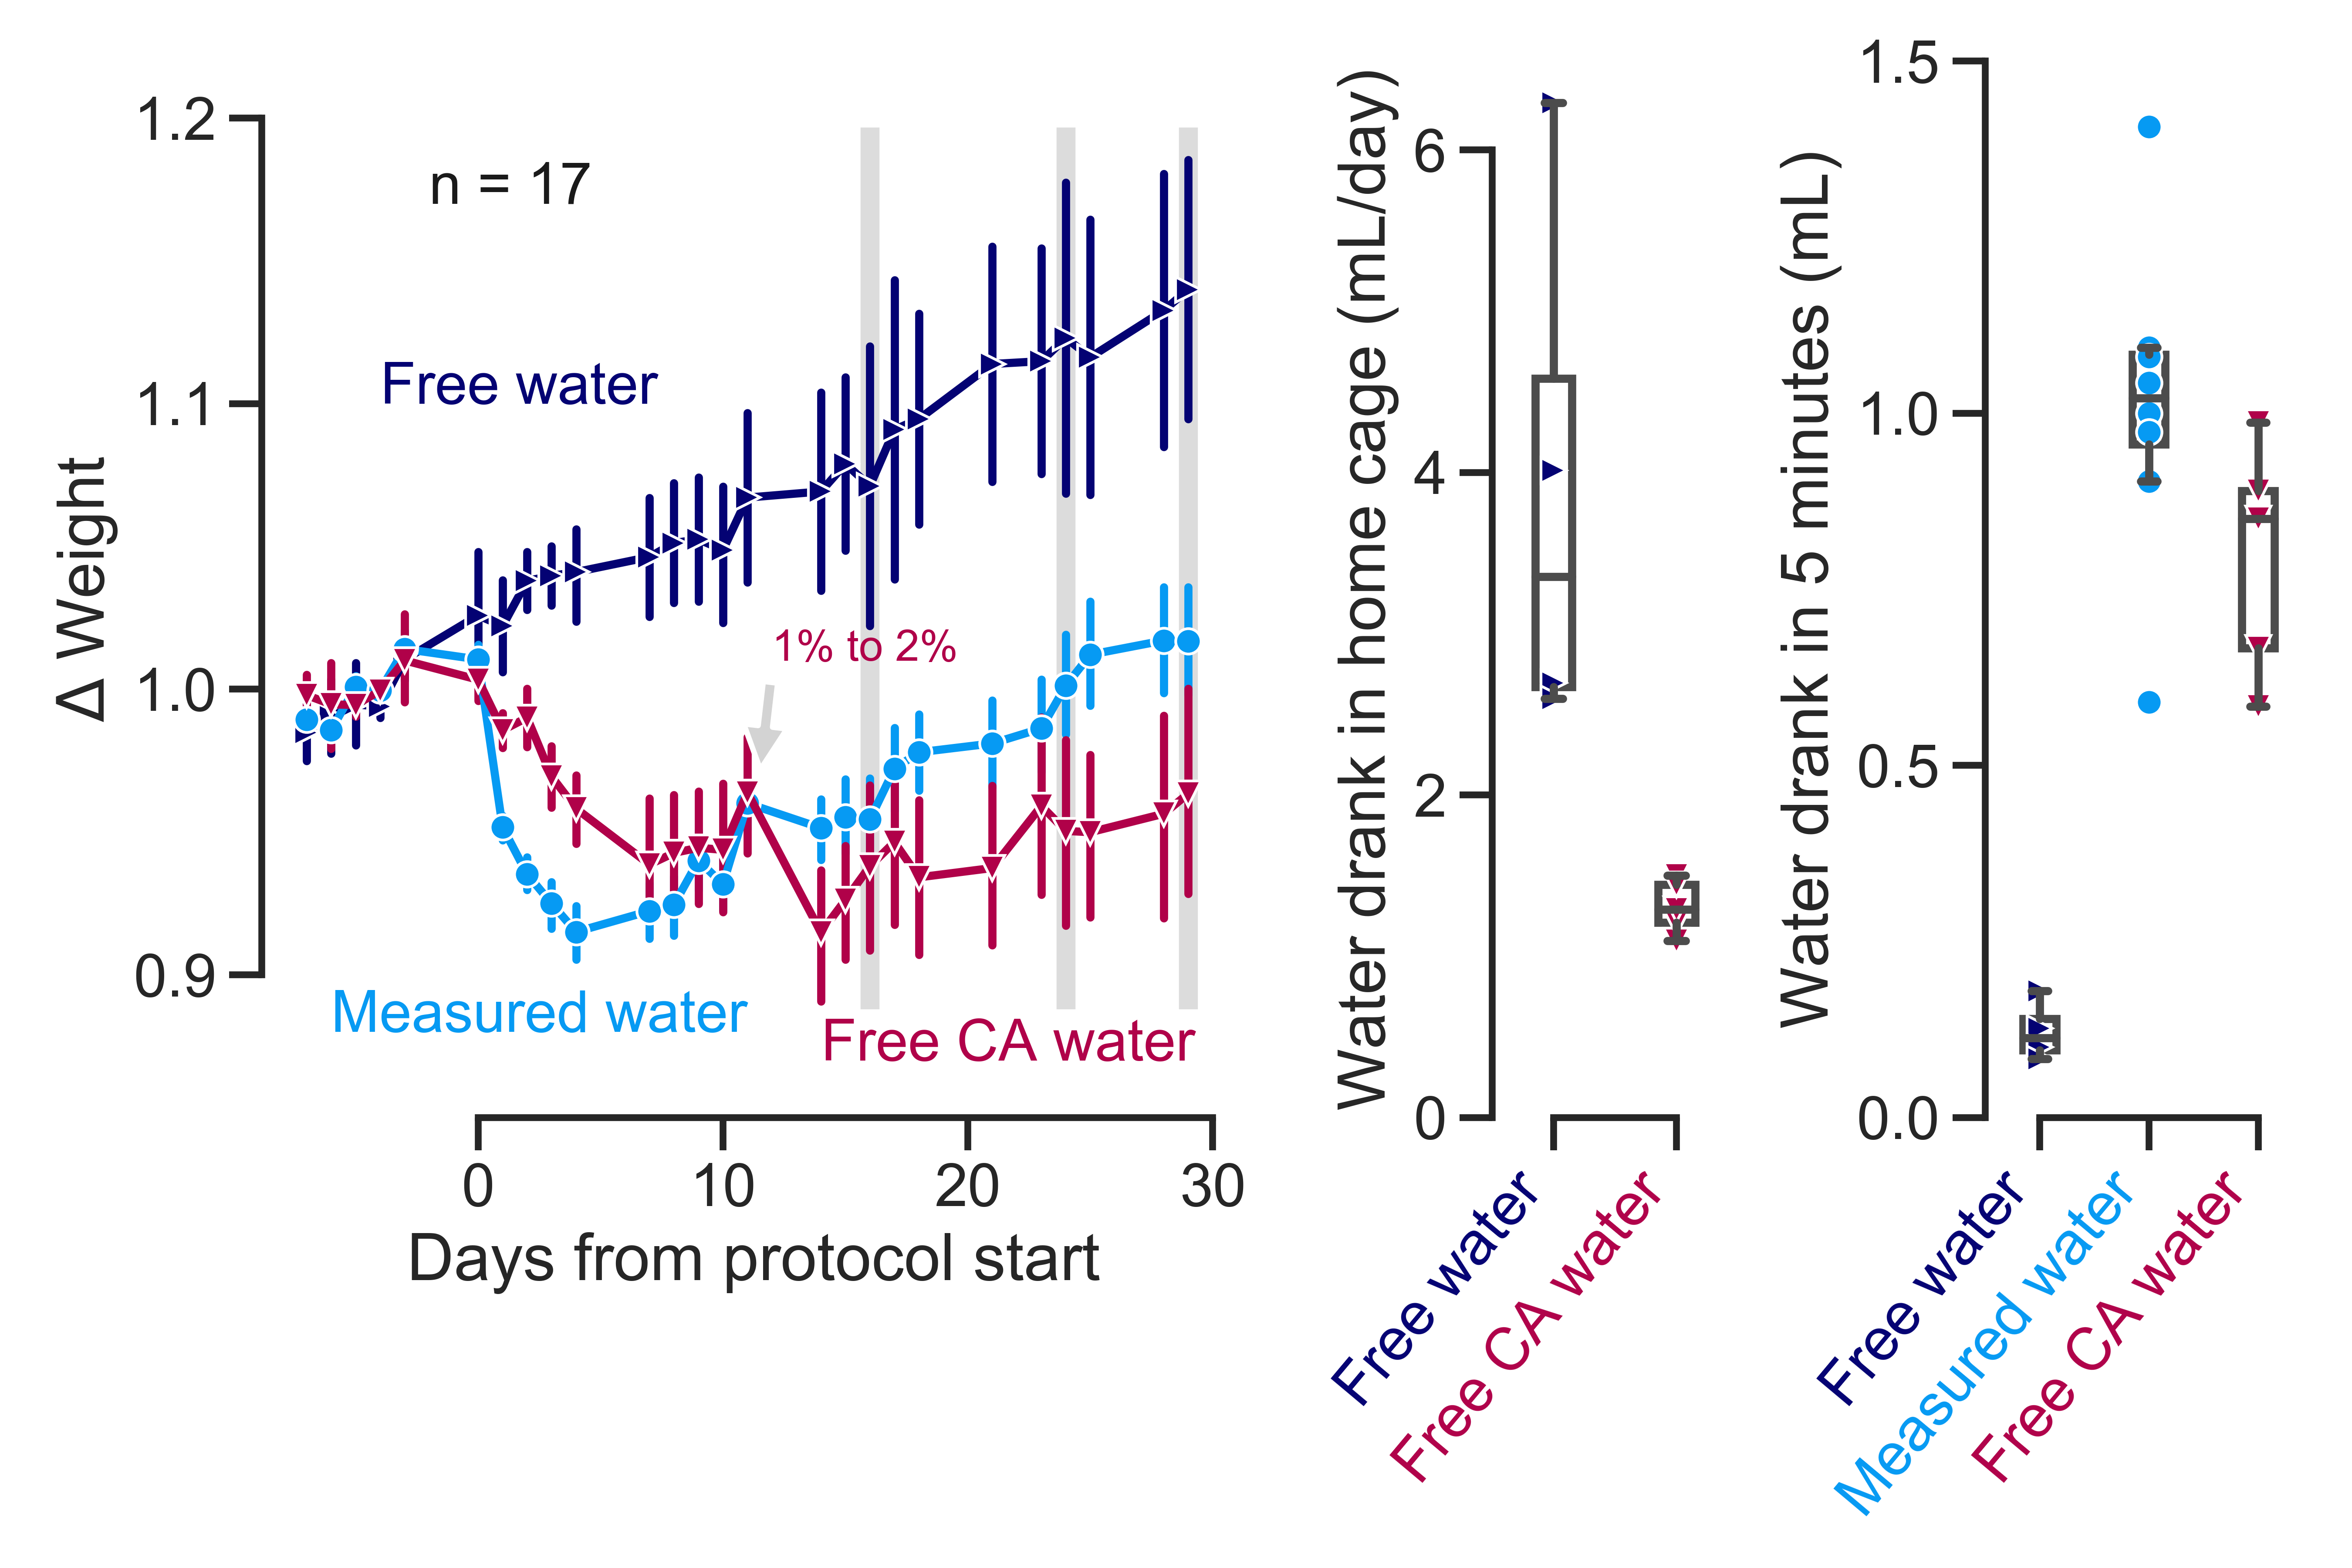 Δ Weight
1.2
1.1
1.0
0.9
n = 17
Free water
1% to 2%
Measured water
Free CA water
0
10
20
30
Days from protocol start
Water drank in home cage (mL/day)
6
4
2
0
Free water
Free CA water
Water drank in 5 minutes (mL)
1.5
1.0
0.5
0.0
Free water
Measured water
Free CA water